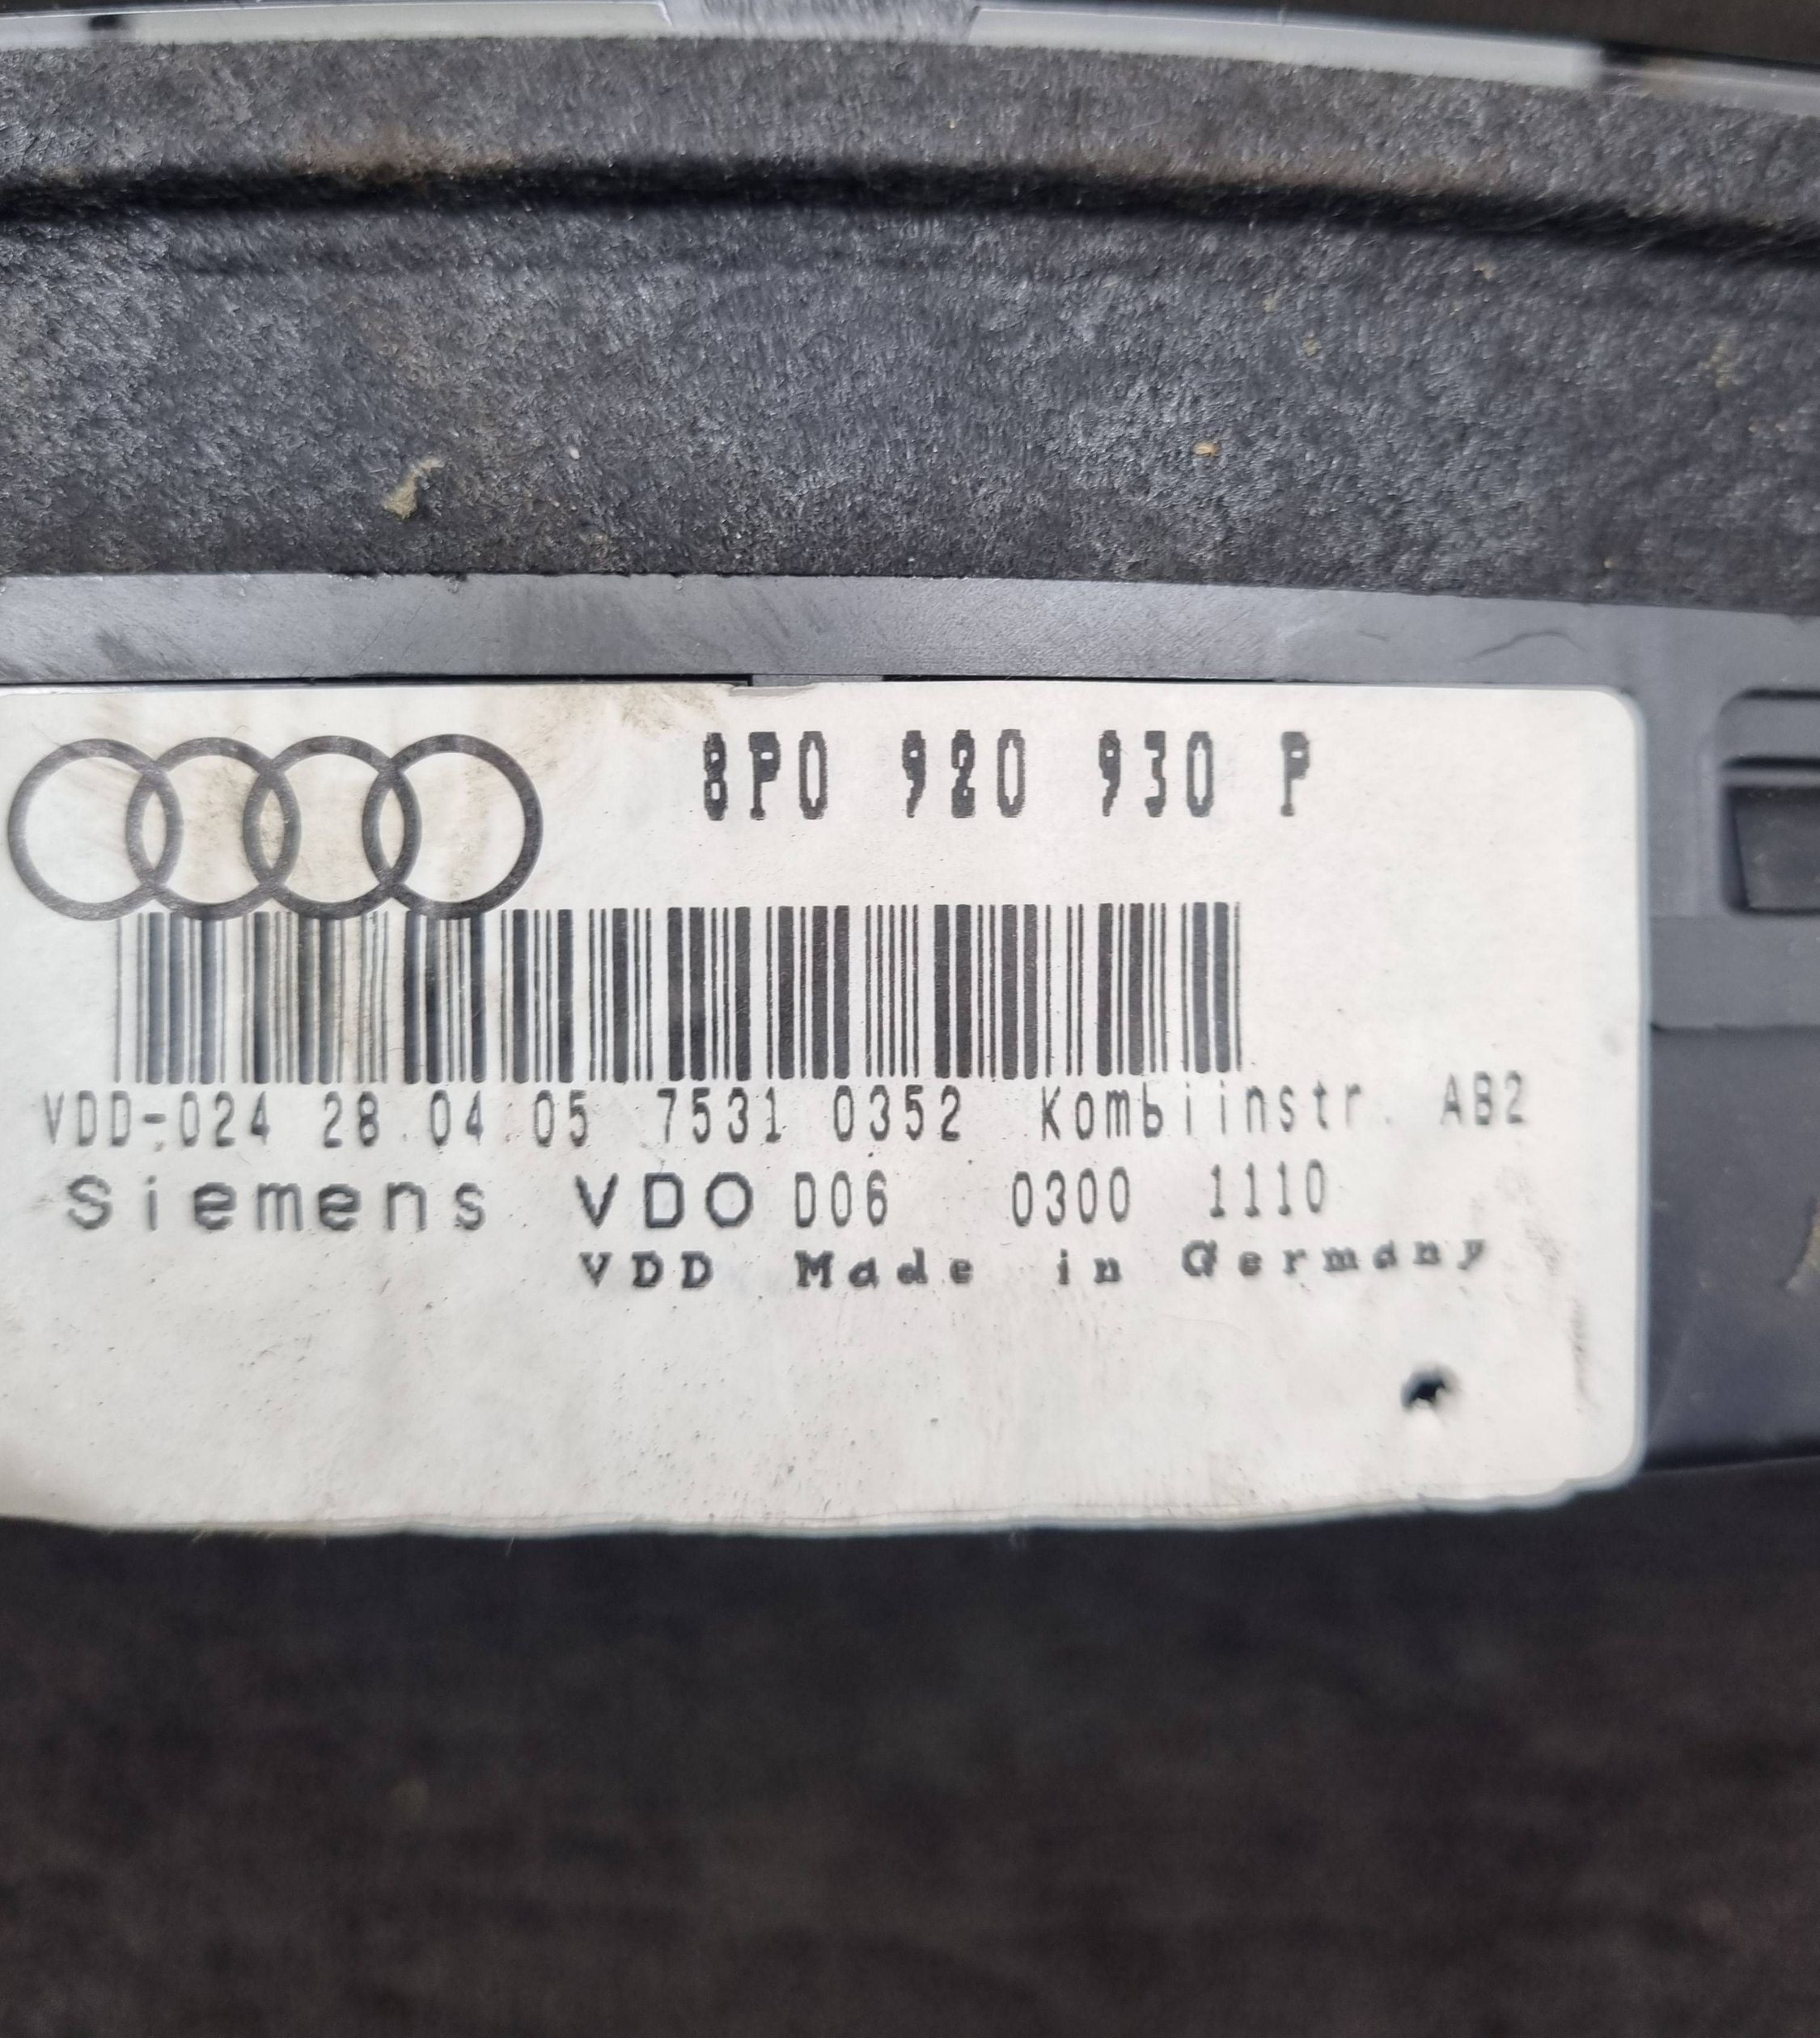 8P0 920 930 P
VDD-024 28.04.05 7531 0352 Kombiinstr. AB2
Siemens VDO D06 0300 1110
VDD Made in Germany